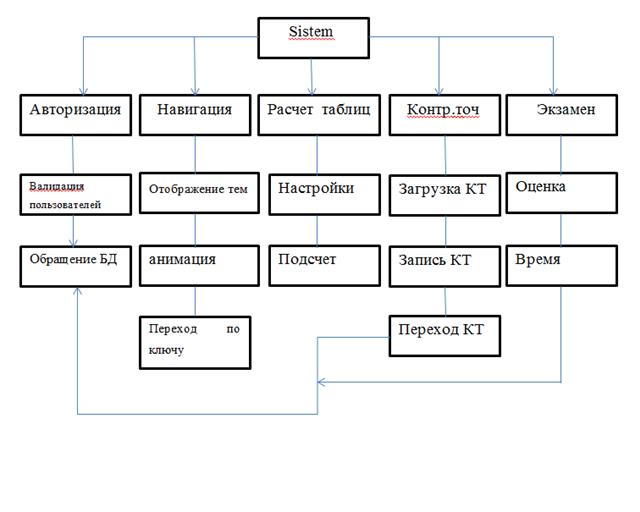 Sistem
Авторизация
Навигация
Расчет таблиц
Контр.точ
Экзамен
Валидация
пользователей
Отображение тем
Настройки
Загрузка КТ
Оценка
Обращение БД
анимация
Подсчет
Запись КТ
Время
Переход по
ключу
Переход КТ